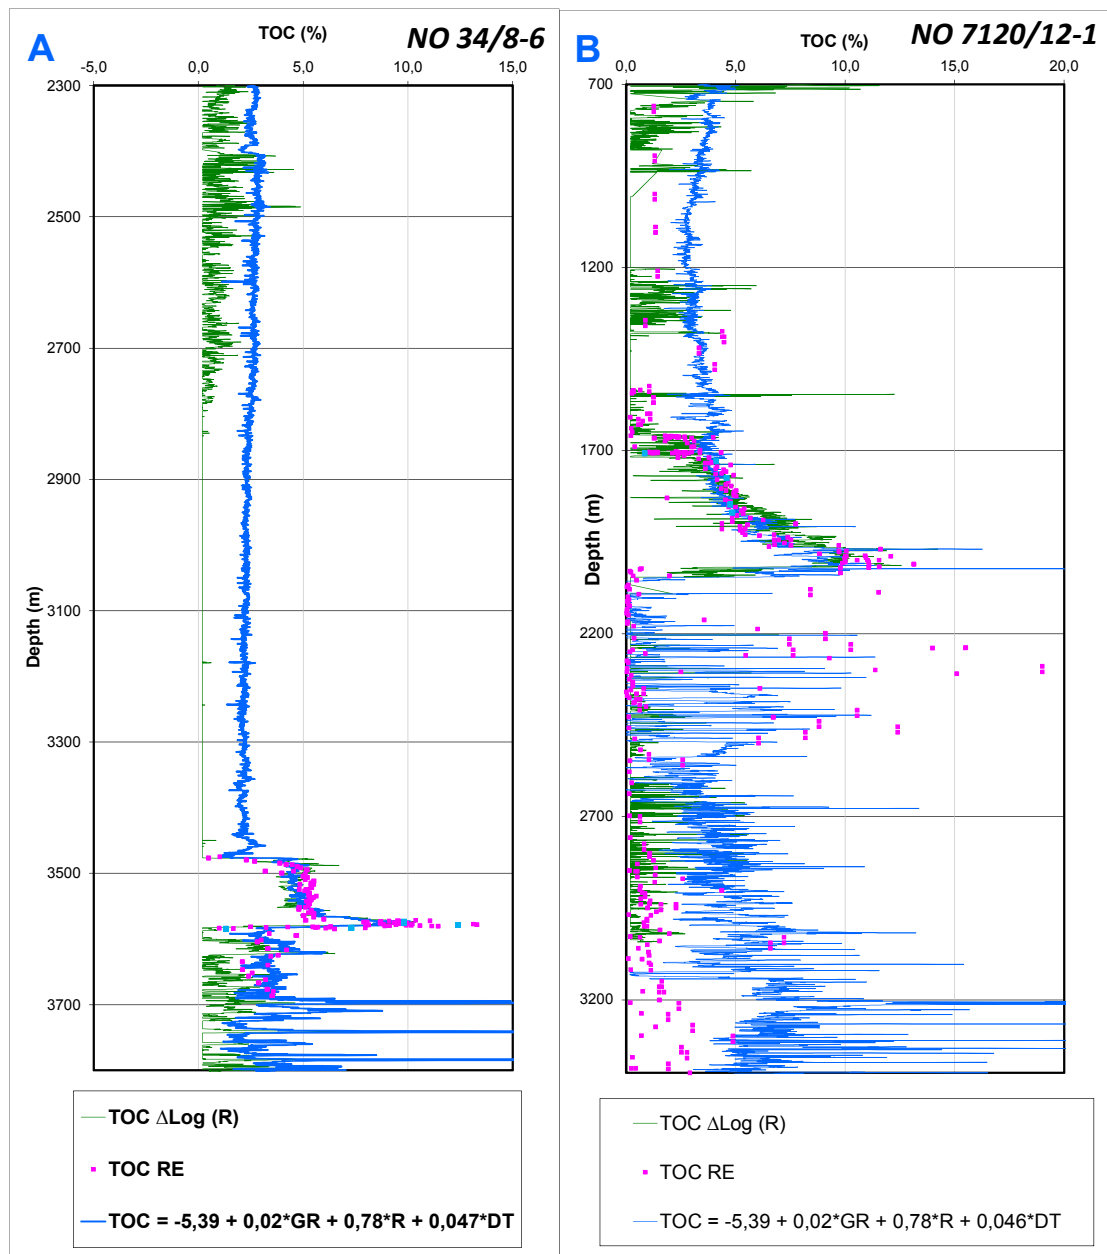 A
TOC (%)
NO 34/8-6
-5,0 0,0 5,0 10,0 15,0
2300
2500
2700
2900
3100
3300
3500
3700
Depth (m)
TOC ΔLog (R)
TOC RE
TOC = -5,39 + 0,02*GR + 0,78*R + 0,047*DT
B
TOC (%)
NO 7120/12-1
0,0 5,0 10,0 15,0 20,0
700
1200
1700
2200
2700
3200
Depth (m)
TOC ΔLog (R)
TOC RE
TOC = -5,39 + 0,02*GR + 0,78*R + 0,046*DT